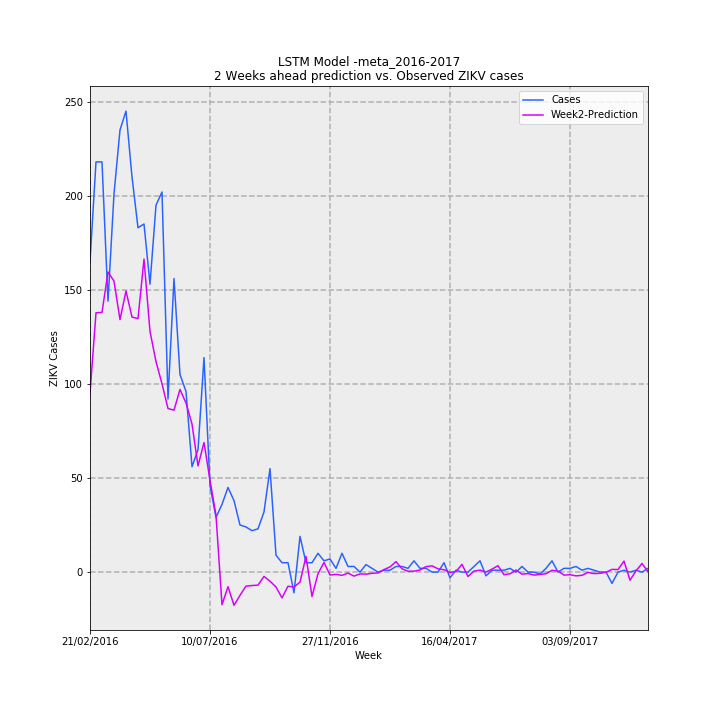 LSTM Model -meta_2016-2017
2 Weeks ahead prediction vs. Observed ZIKV cases
Cases
Week2-Prediction
250
200
150
100
50
0
ZIKV Cases
21/02/2016 10/07/2016 27/11/2016 16/04/2017 03/09/2017
Week